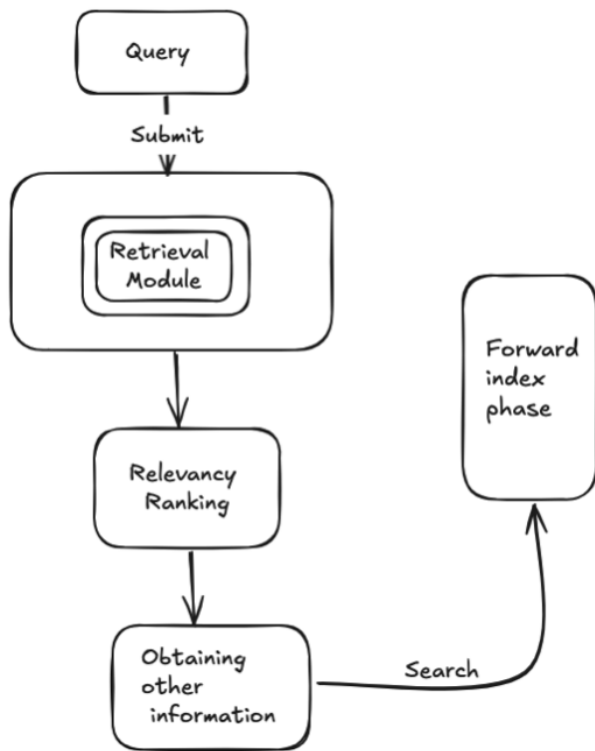 Query
Submit
Retrieval
Module
Relevancy
Ranking
Obtaining
other
information
Search
Forward
index
phase